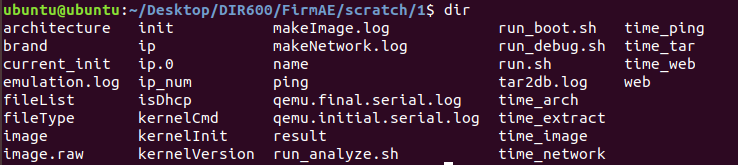 ubuntu@ubuntu:~/Desktop/DIR600/FirmAE/scratch/1$ dir
architecture init makeImage.log run_boot.sh time_ping
brand ip makeNetwork.log run_debug.sh time_tar
current_init ip.0 name run.sh time_web
emulation.log ip_num ping tar2db.log web
fileList isDhcp qemu.final.serial.log time_arch
fileType kernelCmd qemu.initial.serial.log time_extract
image kernelInit result time_image
image.raw kernelVersion run_analyze.sh time_network